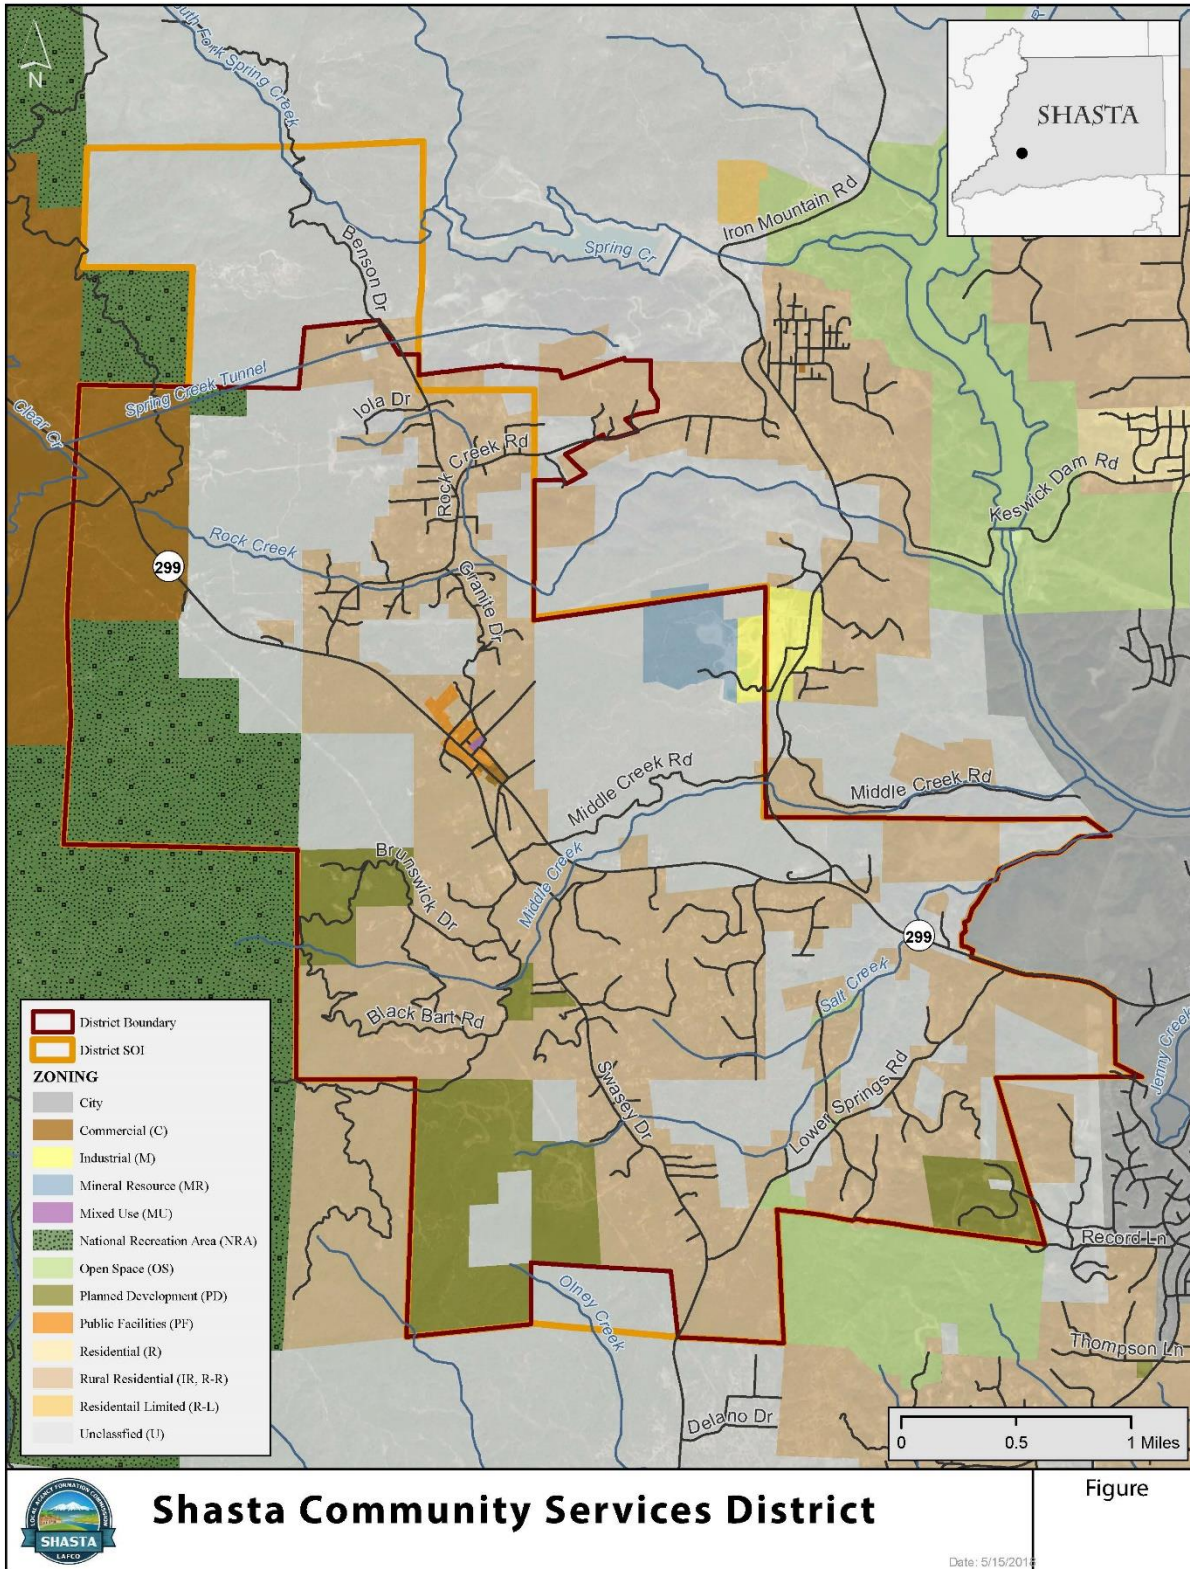 South Fork Spring Creek
N
SHASTA
Iron Mountain Rd
Benson Dr
Spring Cr
Spring Creek Tunnel
Clear Cr
Iola Dr
Rock Creek Rd
Keswick Dam Rd
Rock Creek
299
Granite Dr
Middle Creek Rd
Middle Creek Rd
Brunswick Dr
Middle Creek
299
Salt Creek
Black Bart Rd
Swasey Dr
Lower Springs Rd
Jenny Creek
Record Ln
Olney Creek
Thompson Ln
Delano Dr
District Boundary
District SOI
ZONING
City
Commercial (C)
Industrial (M)
Mineral Resource (MR)
Mixed Use (MU)
National Recreation Area (NRA)
Open Space (OS)
Planned Development (PD)
Public Facilities (PF)
Residential (R)
Rural Residential (IR, R-R)
Residentail Limited (R-L)
Unclassfied (U)
0 0.5 1 Miles
LOCAL AGENCY FORMATION COMMISSION
SHASTA
LAFCO
Shasta Community Services District
Figure
Date: 5/15/2018